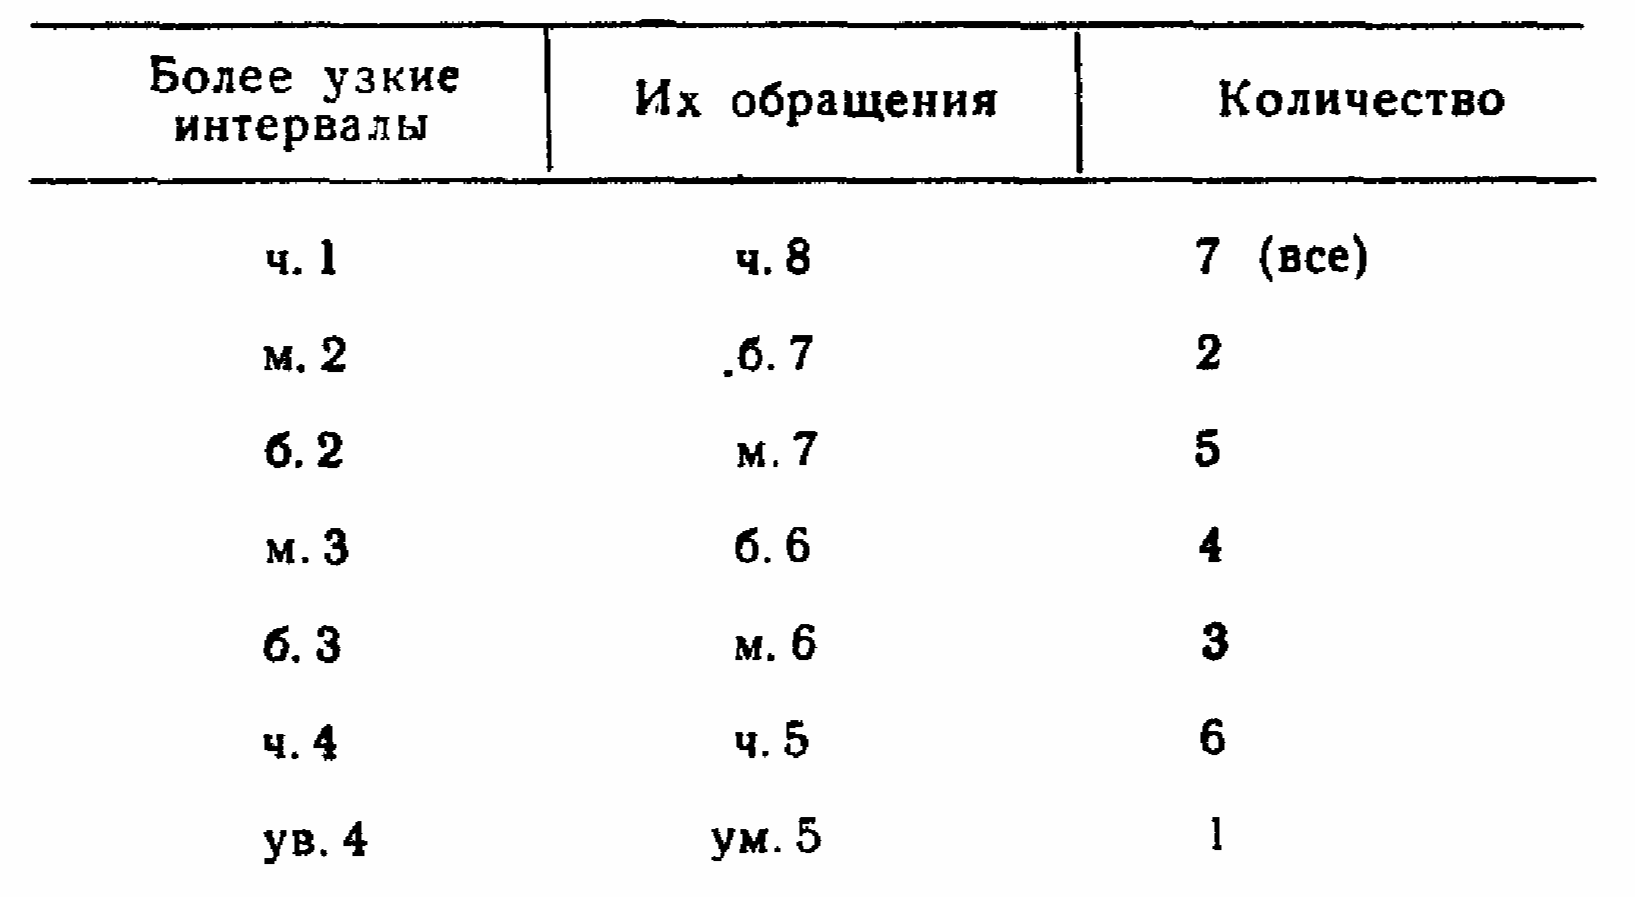 Более узкие интервалы | Их обращения | Количество
ч. 1 ч. 8 7 (все)
м. 2 б. 7 2
б. 2 м. 7 5
м. 3 б. 6 4
б. 3 м. 6 3
ч. 4 ч. 5 6
ув. 4 ум. 5 1